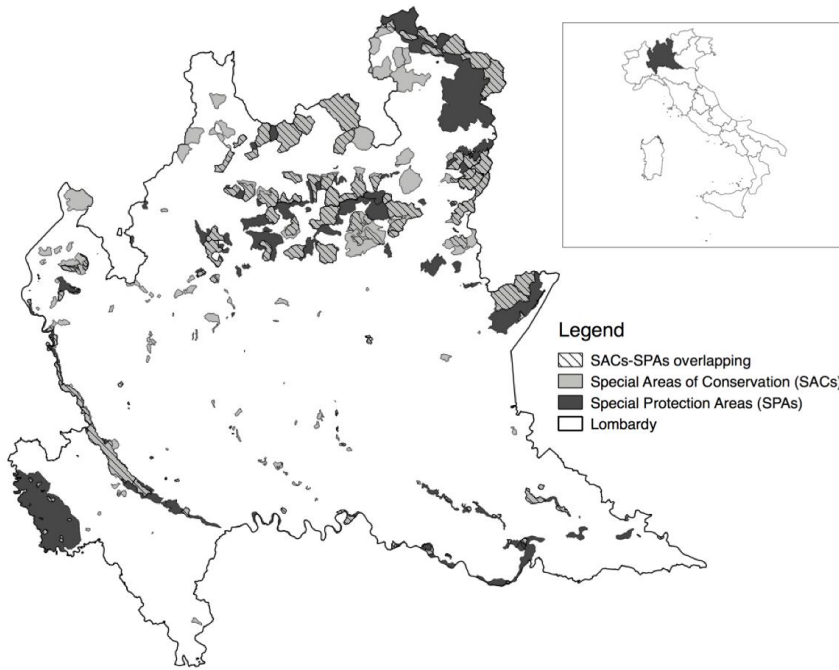 Legend
SACs-SPAs overlapping
Special Areas of Conservation (SACs)
Special Protection Areas (SPAs)
Lombardy